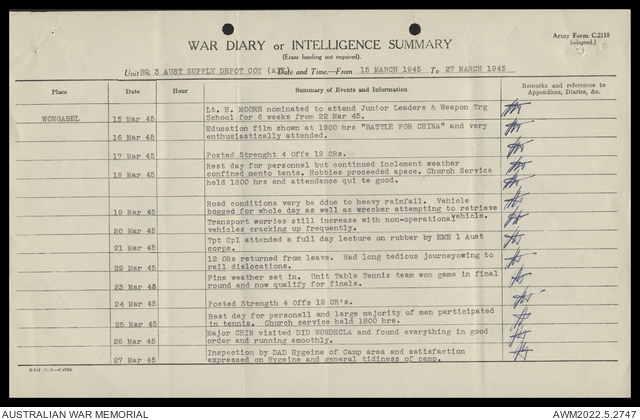 Army Form C.2118
(adapted.)
WAR DIARY or INTELLIGENCE SUMMARY
(Erase heading not required).
Unit HQ 3 AUST SUPPLY DEPOT COY (AIF) Date and Time.—From 15 MARCH 1945 To 27 MARCH 1945
Place Date Hour Summary of Events and Information Remarks and references to Appendices, Diaries, &c.
WONGABEL 15 Mar 45 Lt. H. MOORE nominated to attend Junior Leaders & Weapon Trg
School for 6 weeks from 22 Mar 45.
16 Mar 45 Education film shown at 1900 hrs "BATTLE FOR CHINA" and very
enthusiastically attended.
17 Mar 45 Posted Strenght 4 Offs 12 ORs.
18 Mar 45 Rest day for personnel but continued inclement weather
confined mento tents. Hobbies proceeded apace. Church Service
held 1800 hrs and attendance qui te good.
19 Mar 45 Road conditions very ba ddue to heavy rainfall. Vehicle
bogged for whole day as well as wrecker attempting to retrieve
vehicle.
20 Mar 45 Transport worries still increase with non-operational
vehicles cracking up frequently.
21 Mar 45 Tpt Cpl attended a full day lecture on rubber by EME 1 Aust
corps.
22 Mar 45 12 ORs returned from leave. Had long tedious journeyowing to
rail dislocations.
23 Mar 45 Fine weather set in. Unit Table Tennis team won game in final
round and now qualify for finals.
24 Mar 45 Posted Strength 4 Offs 12 OR's.
25 Mar 45 Rest day for personell and large majority of men participated
in tennis. Church service held 1800 hrs.
26 Mar 45 Major CHIN visited DID WONDECLA and found everything in good
order and running smoothly.
27 Mar 45 Inspection by DAD Hygeine of Camp area and satisfaction
expressed on Hygeine and general tidiness of camp.
AUSTRALIAN WAR MEMORIAL
AWM2022.5.2747